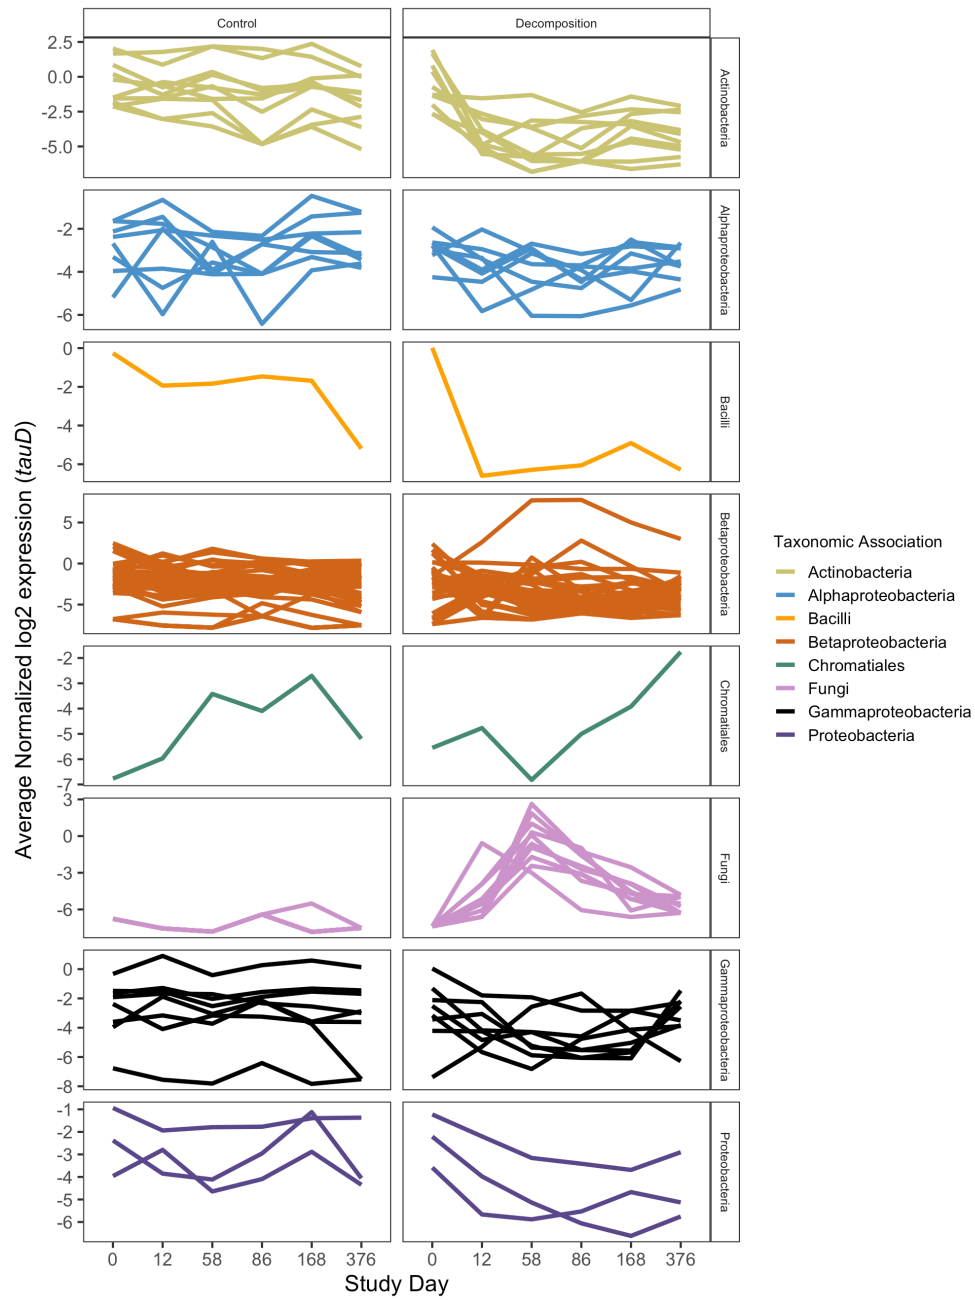 Control
Decomposition
2.5
0.0
-2.5
-5.0
Actinobacteria
-2
-4
-6
Alphaproteobacteria
0
-2
-4
-6
Bacilli
5
0
-5
Betaproteobacteria
-2
-3
-4
-5
-6
-7
Chromatiales
3
0
-3
-6
Fungi
0
-2
-4
-6
-8
Gammaproteobacteria
-1
-2
-3
-4
-5
-6
Proteobacteria
0 12 58 86 168 376
0 12 58 86 168 376
Study Day
Average Normalized log2 expression (tauD)
Taxonomic Association
Actinobacteria
Alphaproteobacteria
Bacilli
Betaproteobacteria
Chromatiales
Fungi
Gammaproteobacteria
Proteobacteria